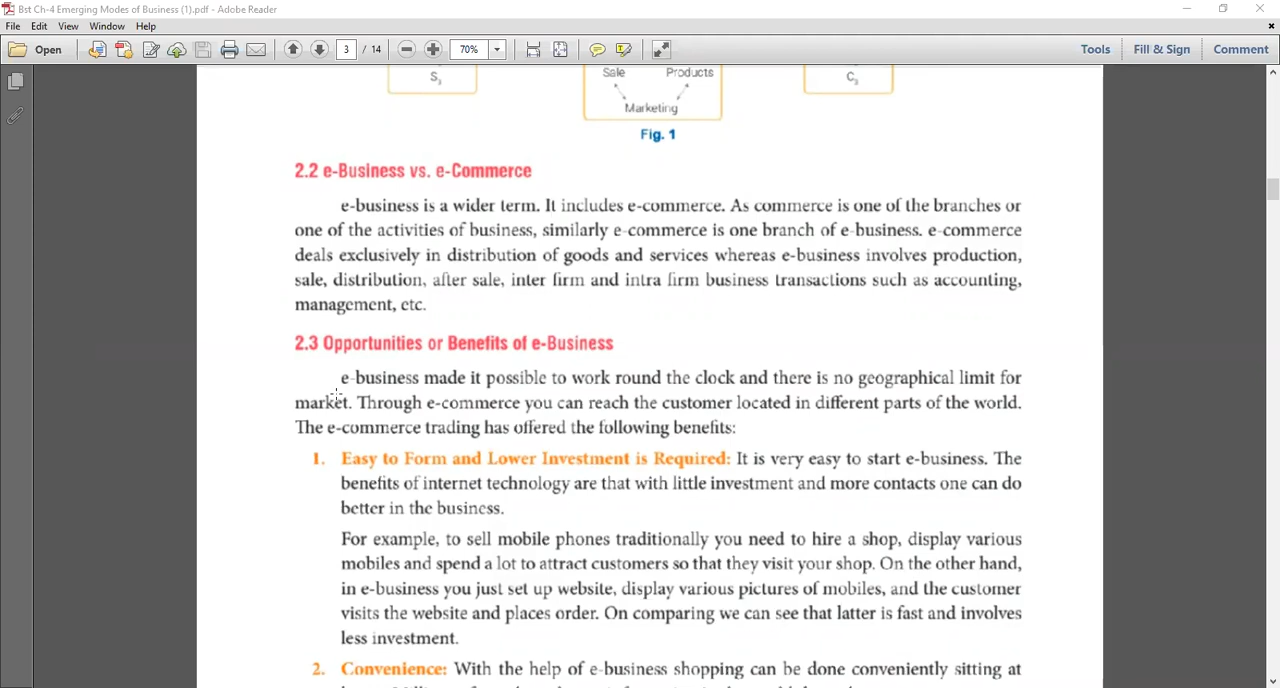 Bst Ch-4 Emerging Modes of Business (1).pdf - Adobe Reader
File Edit View Window Help
Open 3 / 14 70% Tools Fill & Sign Comment
S3 Sale Products C3
Marketing
Fig. 1
2.2 e-Business vs. e-Commerce
e-business is a wider term. It includes e-commerce. As commerce is one of the branches or
one of the activities of business, similarly e-commerce is one branch of e-business. e-commerce
deals exclusively in distribution of goods and services whereas e-business involves production,
sale, distribution, after sale, inter firm and intra firm business transactions such as accounting,
management, etc.
2.3 Opportunities or Benefits of e-Business
e-business made it possible to work round the clock and there is no geographical limit for
market. Through e-commerce you can reach the customer located in different parts of the world.
The e-commerce trading has offered the following benefits:
1. Easy to Form and Lower Investment is Required: It is very easy to start e-business. The
benefits of internet technology are that with little investment and more contacts one can do
better in the business.
For example, to sell mobile phones traditionally you need to hire a shop, display various
mobiles and spend a lot to attract customers so that they visit your shop. On the other hand,
in e-business you just set up website, display various pictures of mobiles, and the customer
visits the website and places order. On comparing we can see that latter is fast and involves
less investment.
2. Convenience: With the help of e-business shopping can be done conveniently sitting at